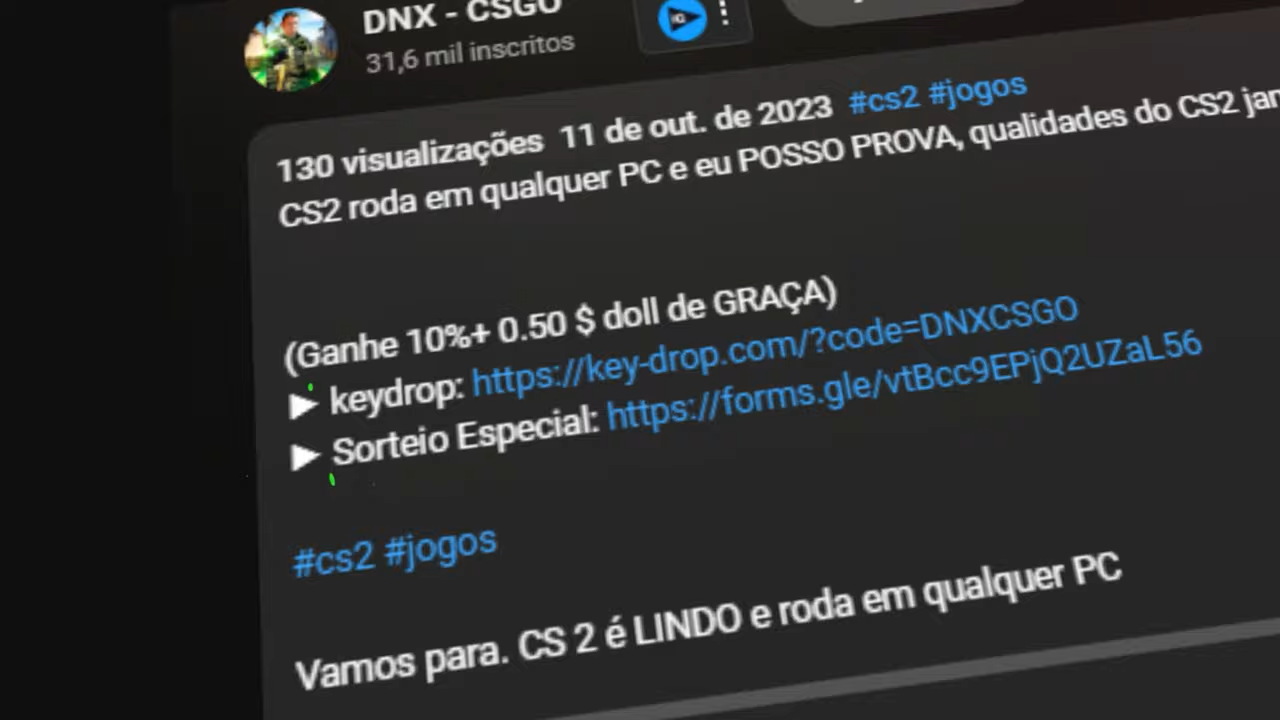 DNX - CSGO
31,6 mil inscritos
130 visualizações 11 de out. de 2023 #cs2 #jogos
CS2 roda em qualquer PC e eu POSSO PROVA, qualidades do CS2
(Ganhe 10%+ 0.50 $ doll de GRAÇA)
► keydrop: https://key-drop.com/?code=DNXCSGO
► Sorteio Especial: https://forms.gle/vtBcc9EPjQ2UZaL56
#cs2 #jogos
Vamos para. CS 2 é LINDO e roda em qualquer PC